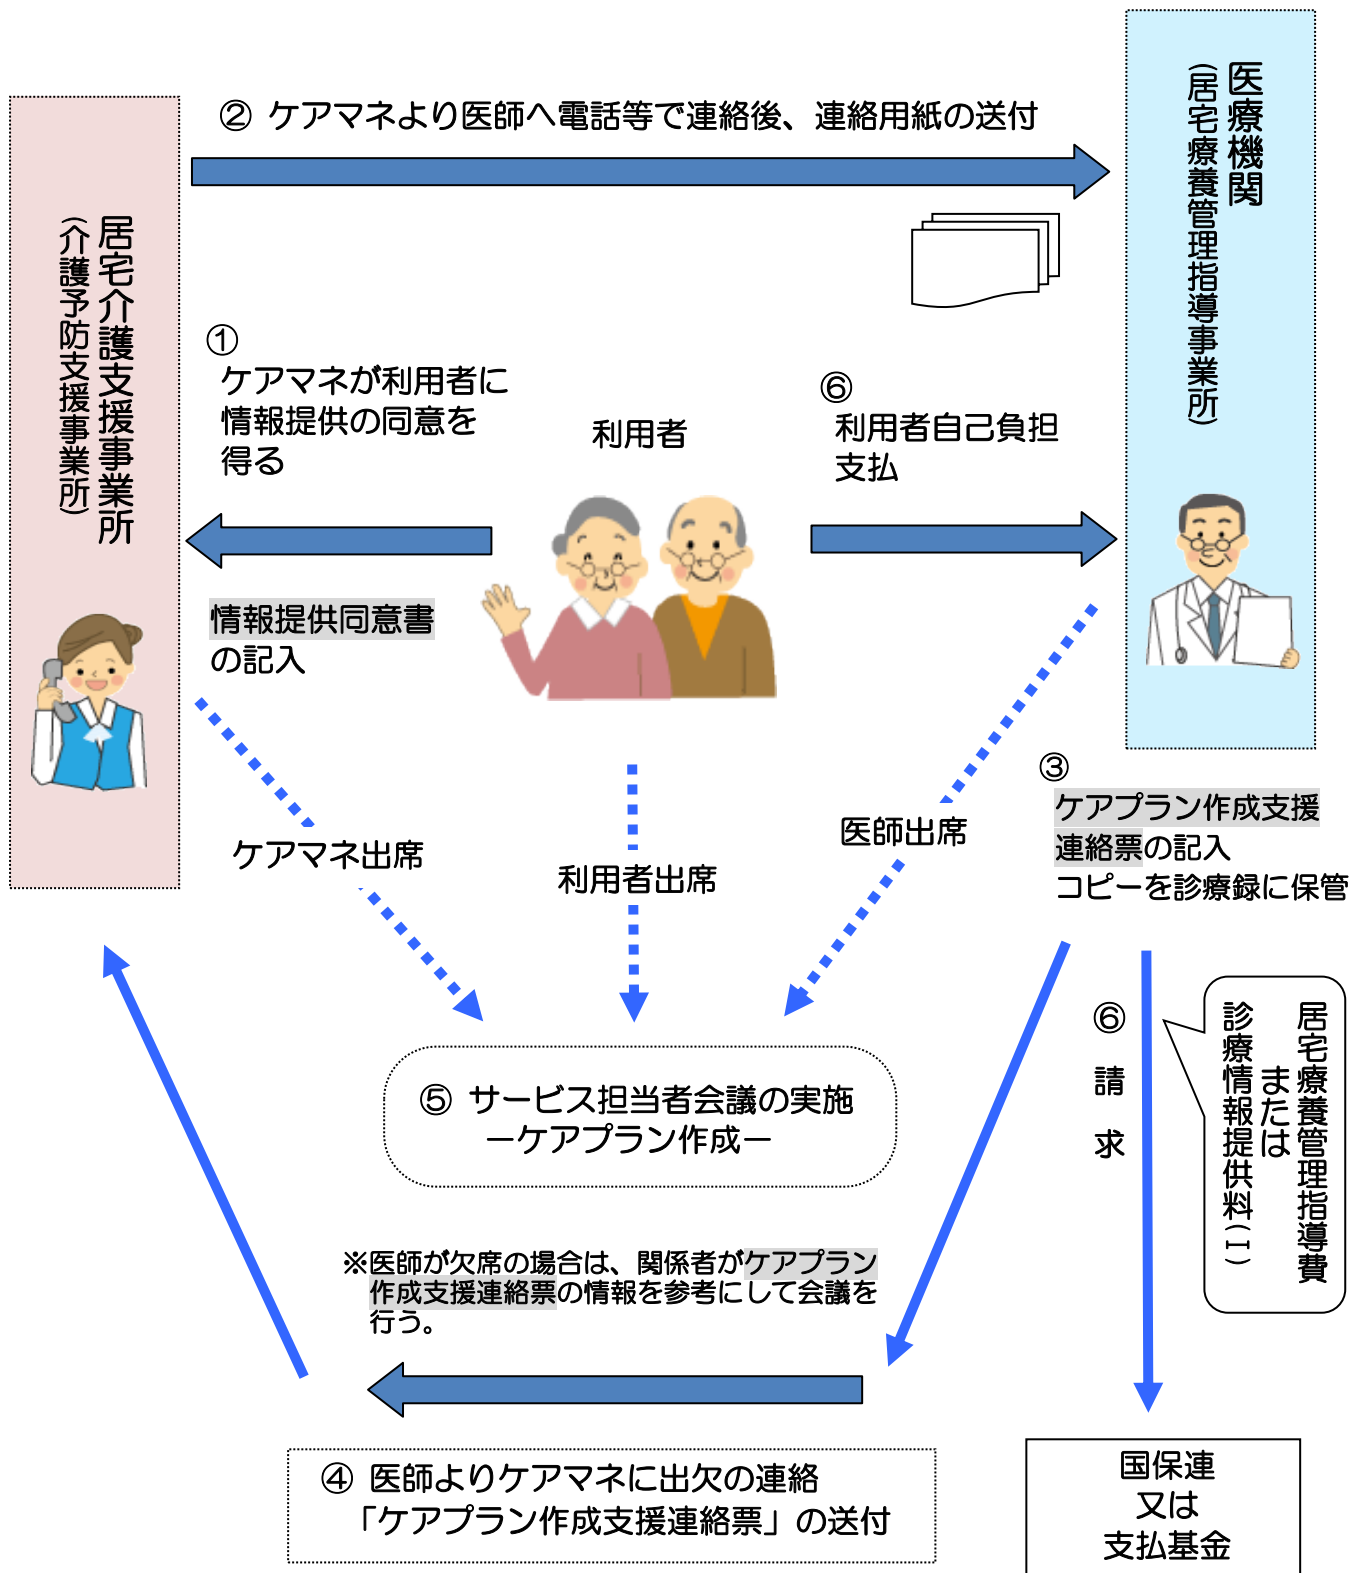 ② ケアマネより医師へ電話等で連絡後、連絡用紙の送付
医療機関
（居宅療養管理指導事業所）
居宅介護支援事業所
（介護予防支援事業所）
①
ケアマネが利用者に
情報提供の同意を
得る
利用者
⑥
利用者自己負担
支払
情報提供同意書
の記入
③
ケアプラン作成支援
連絡票の記入
コピーを診療録に保管
ケアマネ出席
利用者出席
医師出席
⑤ サービス担当者会議の実施
－ケアプラン作成－
⑥ 請求
居宅療養管理指導費
または
診療情報提供料（Ⅰ）
※医師が欠席の場合は、関係者がケアプラン
作成支援連絡票の情報を参考にして会議を
行う。
④ 医師よりケアマネに出欠の連絡
「ケアプラン作成支援連絡票」の送付
国保連
又は
支払基金